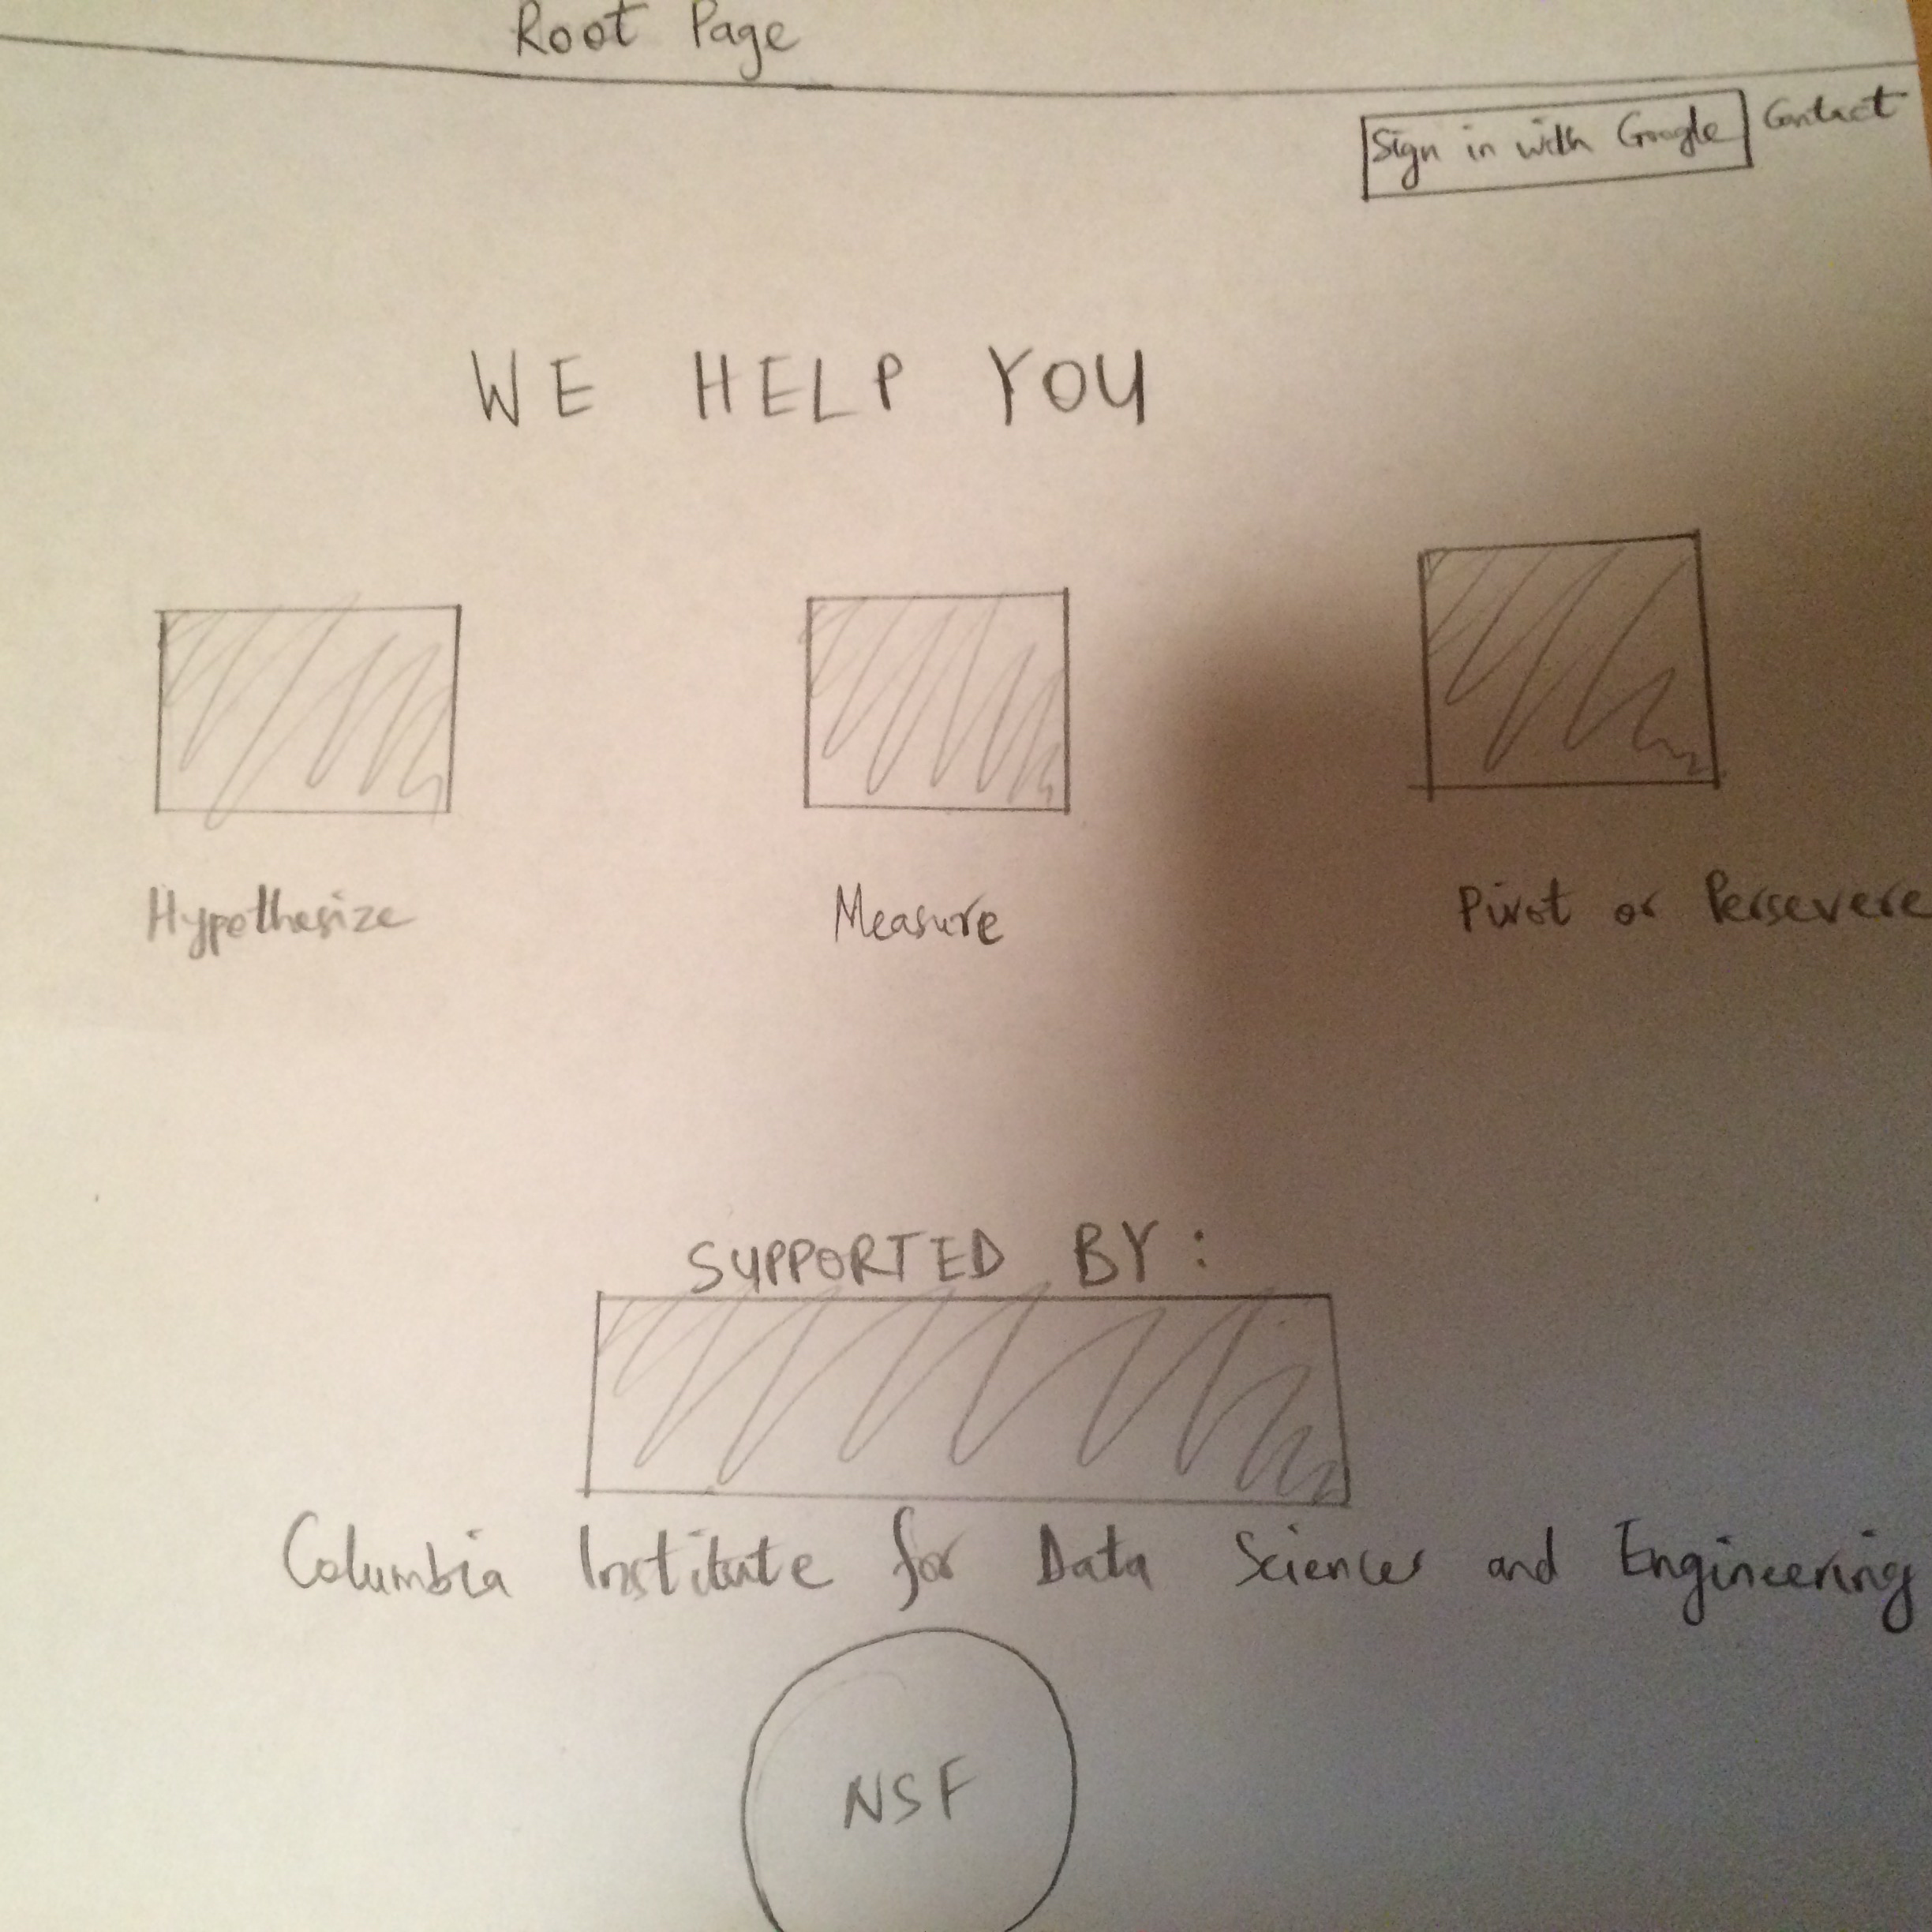 Root Page
Sign in with Google Contact
WE HELP YOU
Hypothesize Measure Pivot or Persevere
SUPPORTED BY:
Columbia Institute for Data Sciences and Engineering
NSF